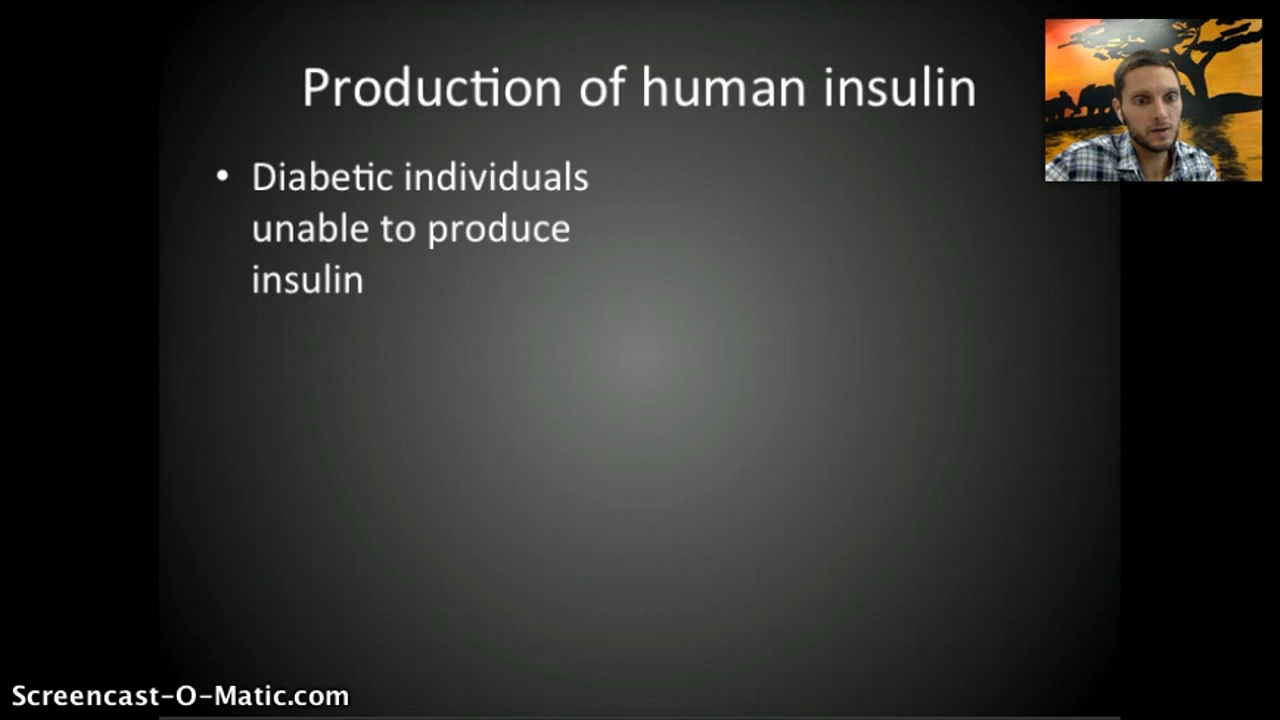 Production of human insulin
• Diabetic individuals
unable to produce
insulin
Screencast-O-Matic.com